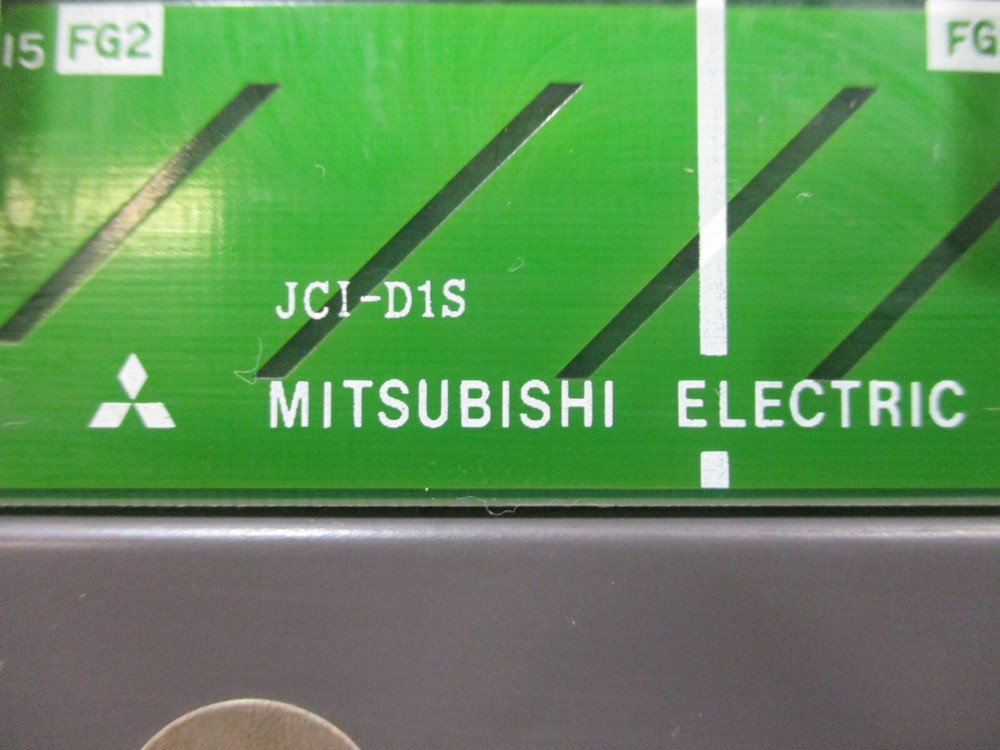 15 FG2 FG
JCI-D1S
MITSUBISHI ELECTRIC